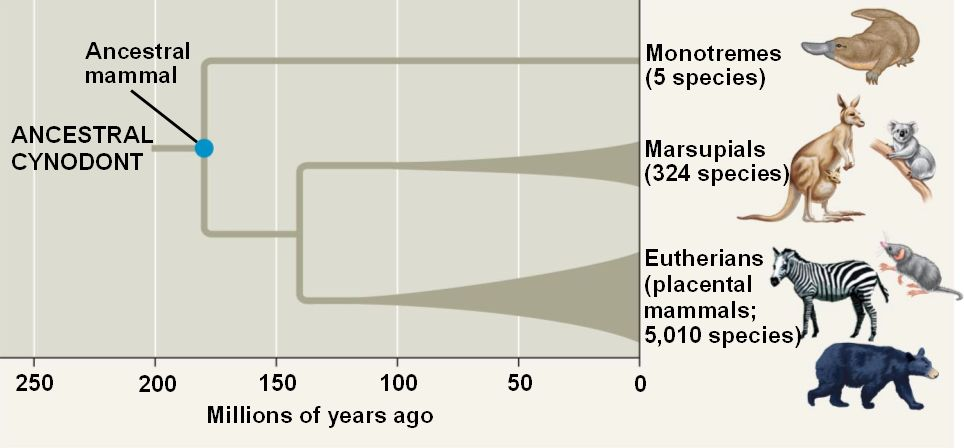 Ancestral
mammal
ANCESTRAL
CYNODONT
Monotremes
(5 species)
Marsupials
(324 species)
Eutherians
(placental
mammals;
5,010 species)
250 200 150 100 50 0
Millions of years ago